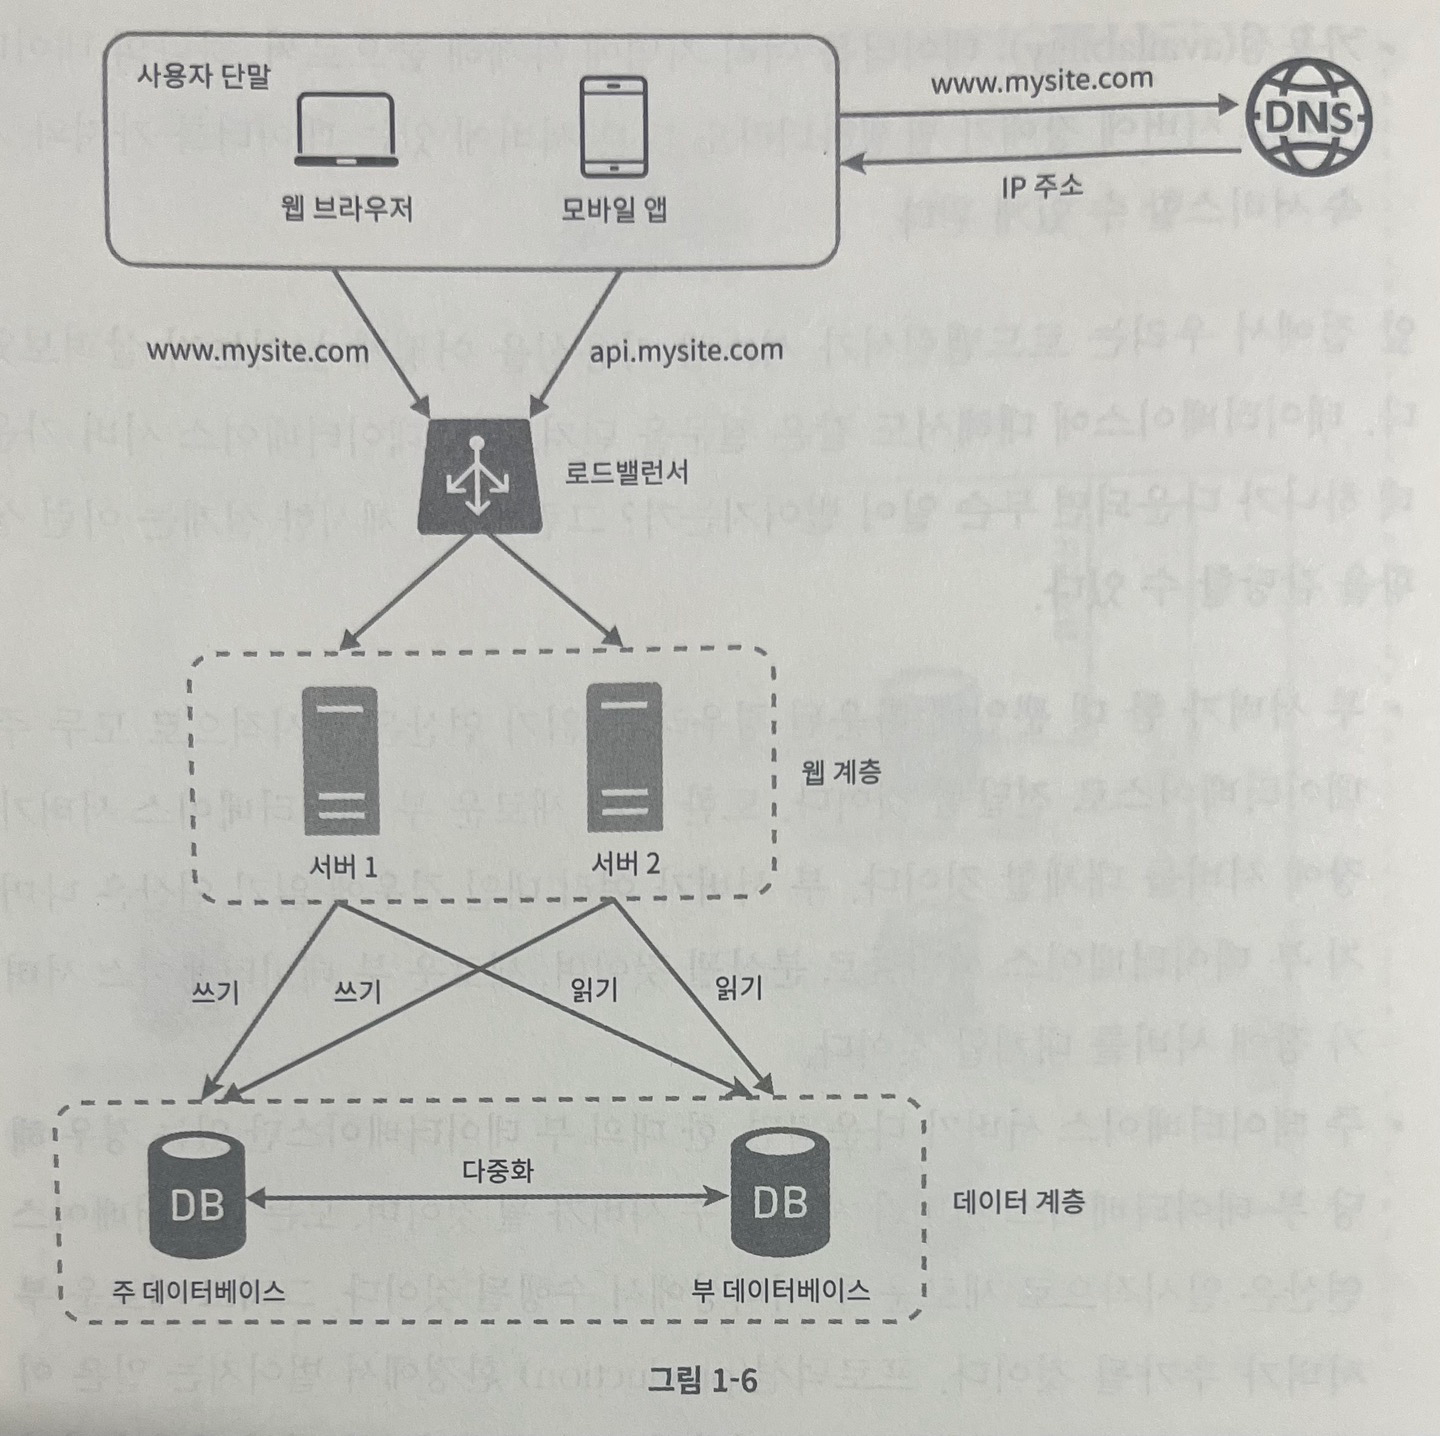 사용자 단말
웹 브라우저
모바일 앱
www.mysite.com
DNS
IP 주소
www.mysite.com
api.mysite.com
로드밸런서
서버 1
서버 2
웹 계층
쓰기
쓰기
읽기
읽기
다중화
DB
DB
데이터 계층
주 데이터베이스
부 데이터베이스
그림 1-6